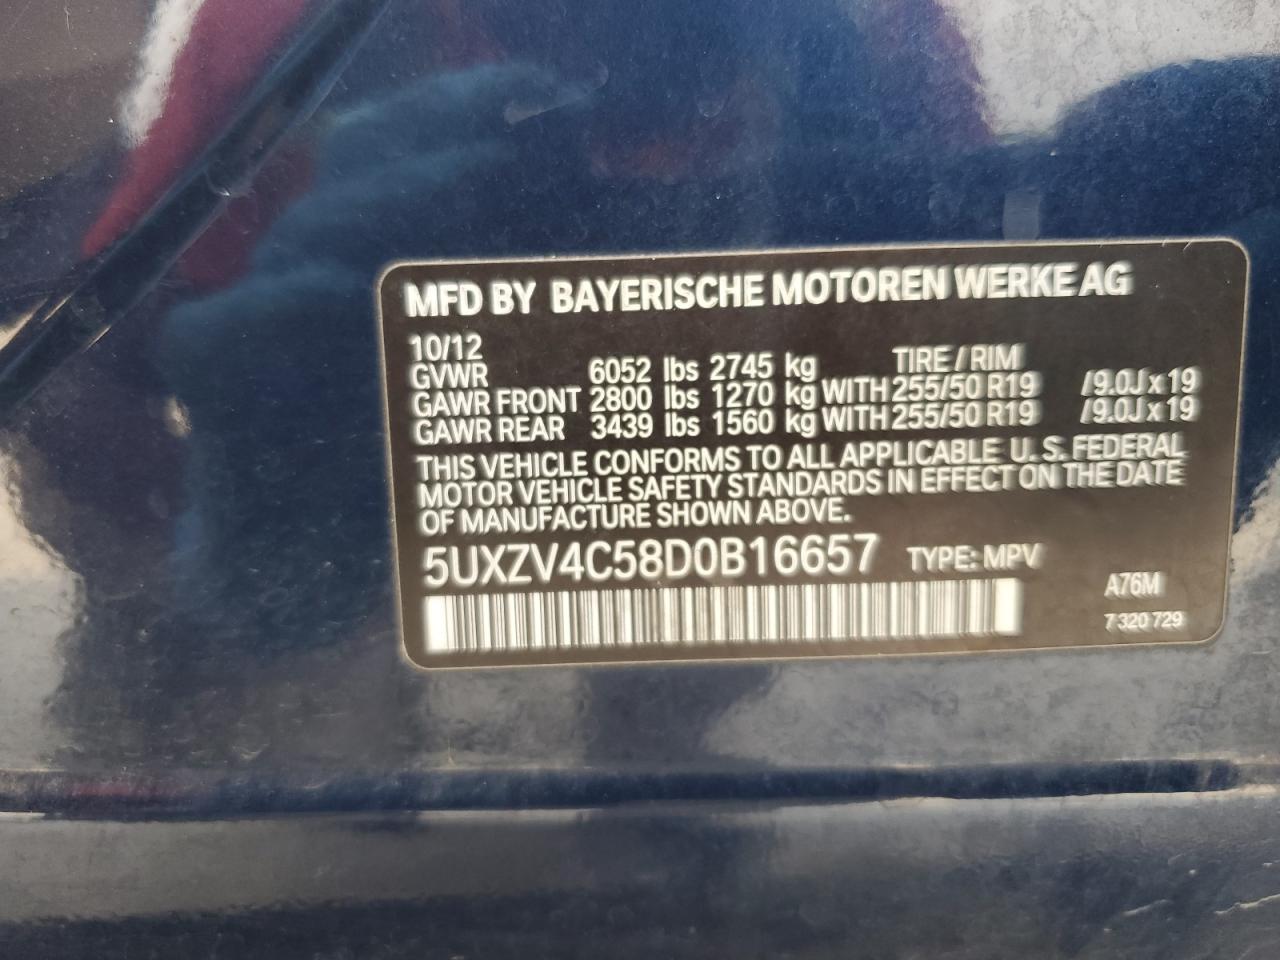 MFD BY BAYERISCHE MOTOREN WERKE AG
10/12
GVWR 6052 lbs 2745 kg TIRE / RIM
GAWR FRONT 2800 lbs 1270 kg WITH 255/50 R19 /9.0J x 19
GAWR REAR 3439 lbs 1560 kg WITH 255/50 R19 /9.0J x 19
THIS VEHICLE CONFORMS TO ALL APPLICABLE U.S. FEDERAL
MOTOR VEHICLE SAFETY STANDARDS IN EFFECT ON THE DATE
OF MANUFACTURE SHOWN ABOVE.
5UXZV4C58D0B16657 TYPE: MPV
A76M
7 320 729